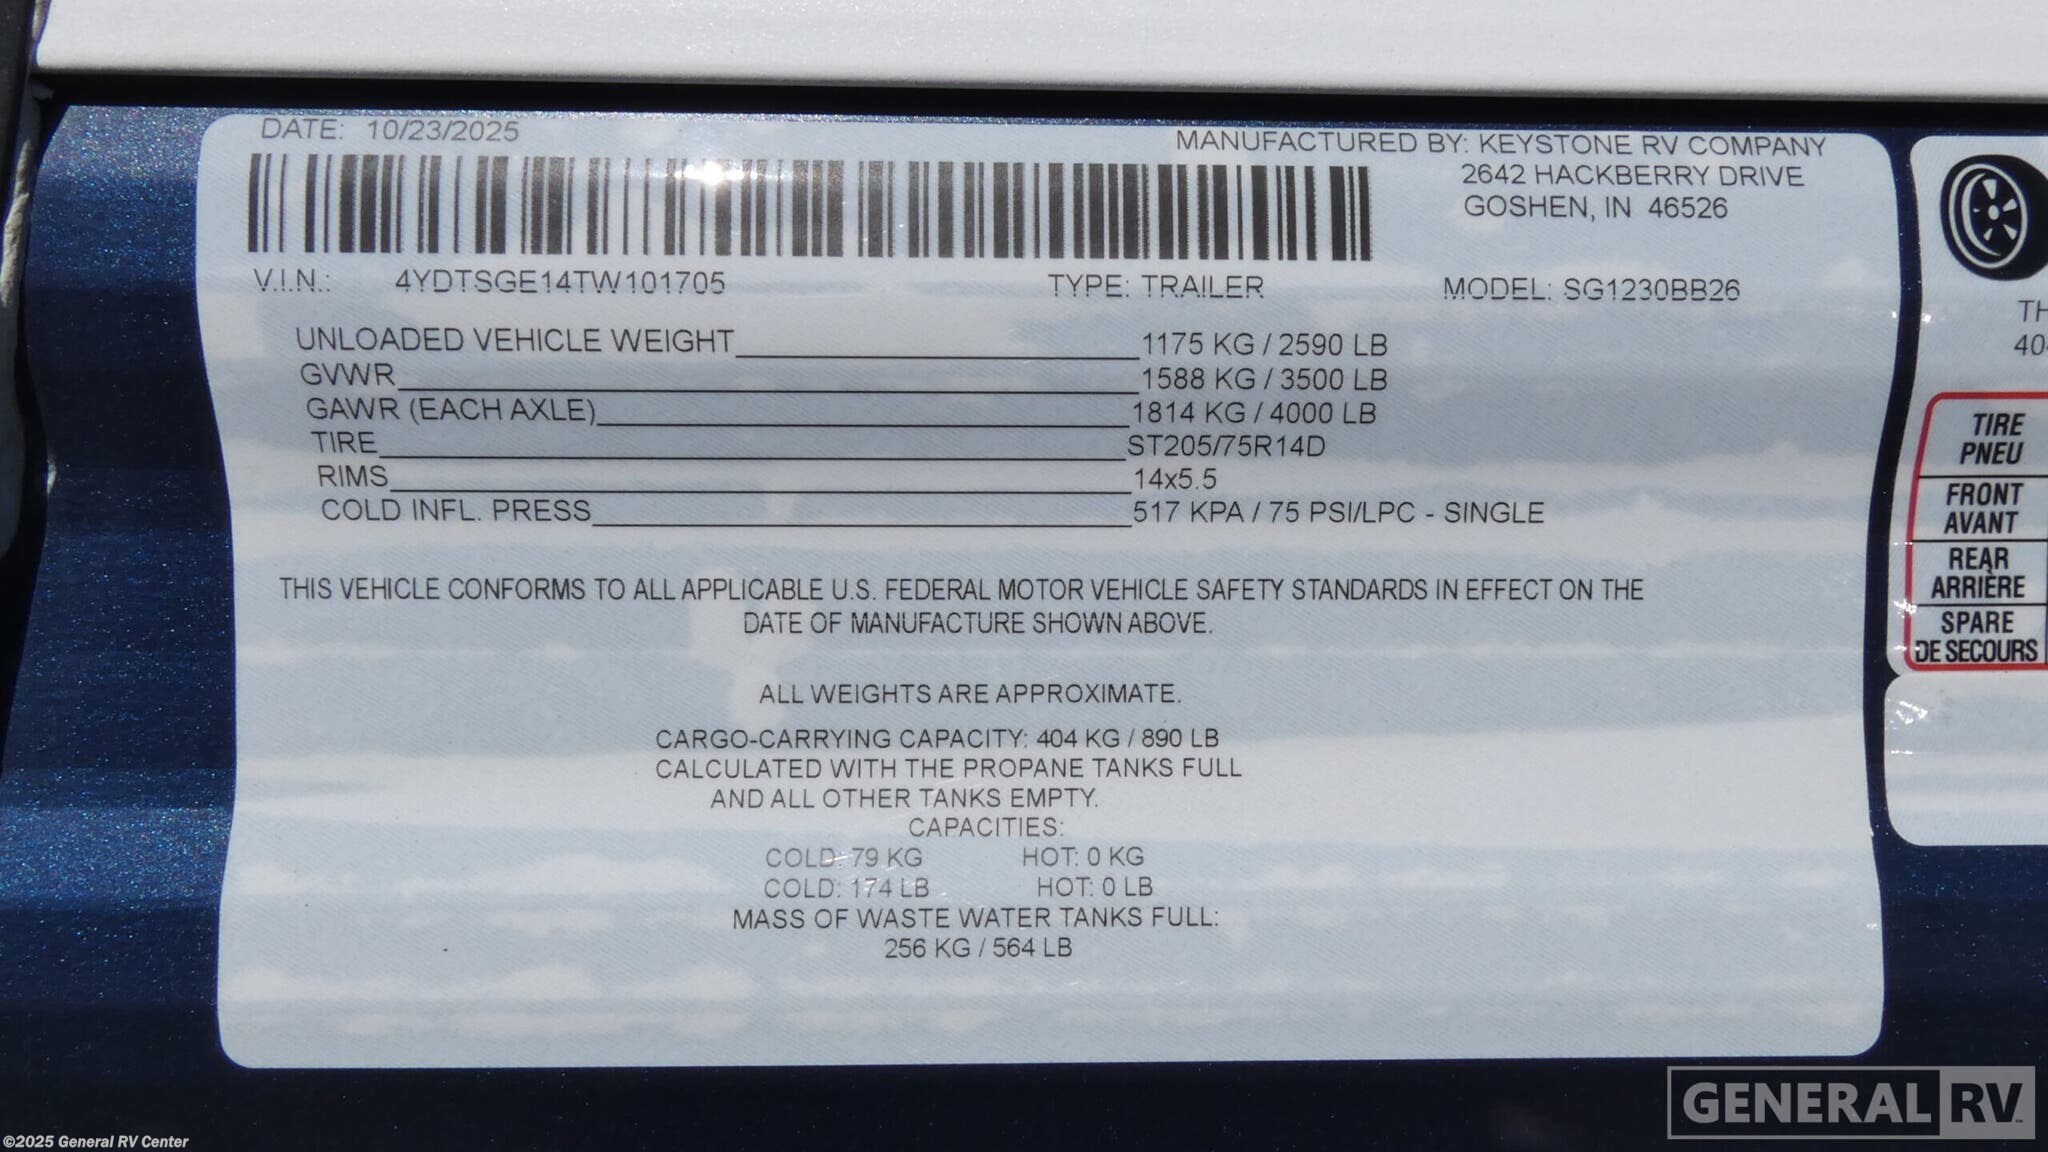 DATE: 10/23/2025
MANUFACTURED BY: KEYSTONE RV COMPANY
2642 HACKBERRY DRIVE
GOSHEN, IN 46526
V.I.N.: 4YDTSGE14TW101705 TYPE: TRAILER MODEL: SG1230BB26
UNLOADED VEHICLE WEIGHT 1175 KG / 2590 LB
GVWR 1588 KG / 3500 LB
GAWR (EACH AXLE) 1814 KG / 4000 LB
TIRE ST205/75R14D
RIMS 14x5.5
COLD INFL. PRESS 517 KPA / 75 PSI/LPC - SINGLE
THIS VEHICLE CONFORMS TO ALL APPLICABLE U.S. FEDERAL MOTOR VEHICLE SAFETY STANDARDS IN EFFECT ON THE
DATE OF MANUFACTURE SHOWN ABOVE.
ALL WEIGHTS ARE APPROXIMATE.
CARGO-CARRYING CAPACITY: 404 KG / 890 LB
CALCULATED WITH THE PROPANE TANKS FULL
AND ALL OTHER TANKS EMPTY.
CAPACITIES:
COLD: 79 KG HOT: 0 KG
COLD: 174 LB HOT: 0 LB
MASS OF WASTE WATER TANKS FULL:
256 KG / 564 LB
TIRE
PNEU
FRONT
AVANT
REAR
ARRIÈRE
SPARE
DE SECOURS
GENERAL RV
©2025 General RV Center